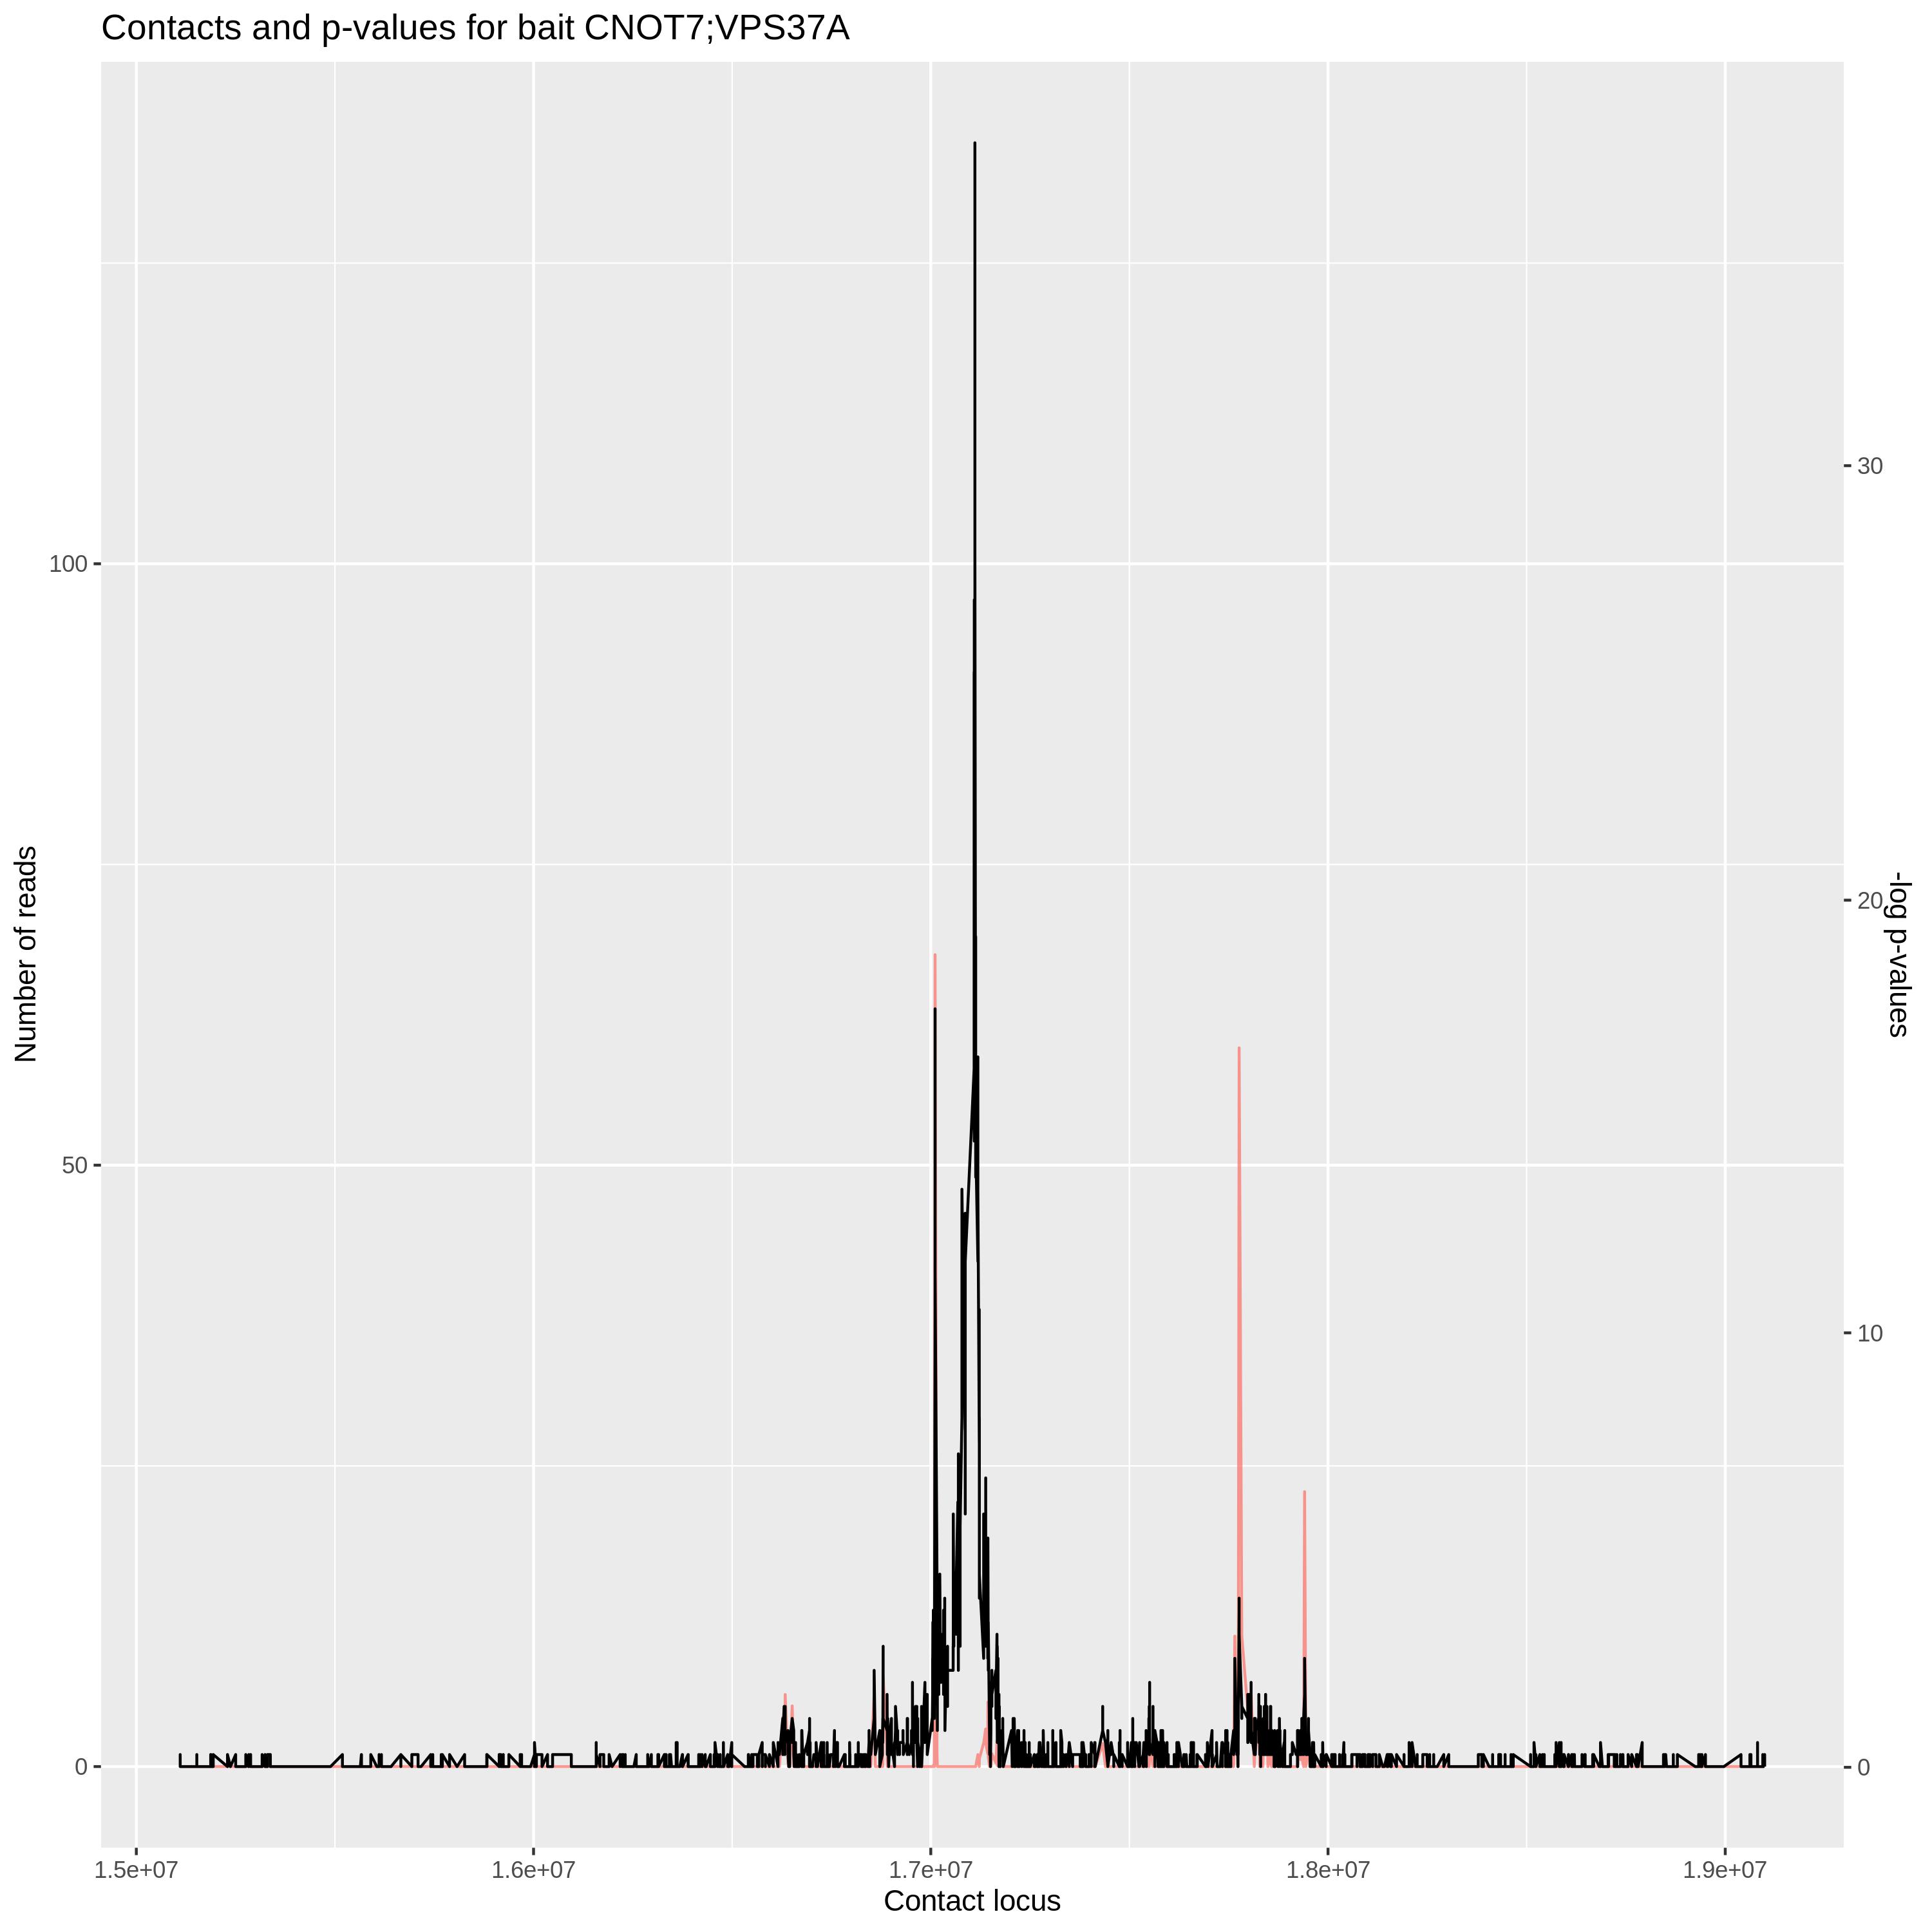 Contacts and p-values for bait CNOT7;VPS37A
Number of reads
100
50
0
30
20
10
0
-log p-values
1.5e+07
1.6e+07
1.7e+07
1.8e+07
1.9e+07
Contact locus